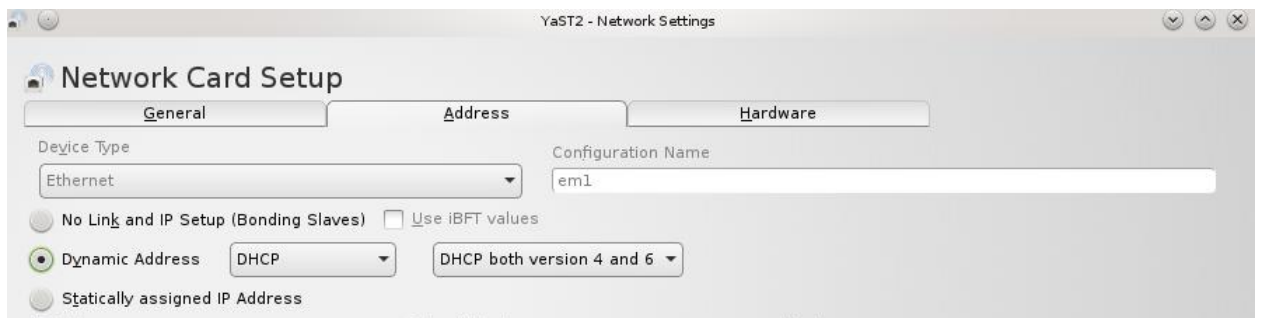 YaST2 - Network Settings
Network Card Setup
General Address Hardware
Device Type Configuration Name
Ethernet em1
No Link and IP Setup (Bonding Slaves) Use iBFT values
Dynamic Address DHCP DHCP both version 4 and 6
Statically assigned IP Address